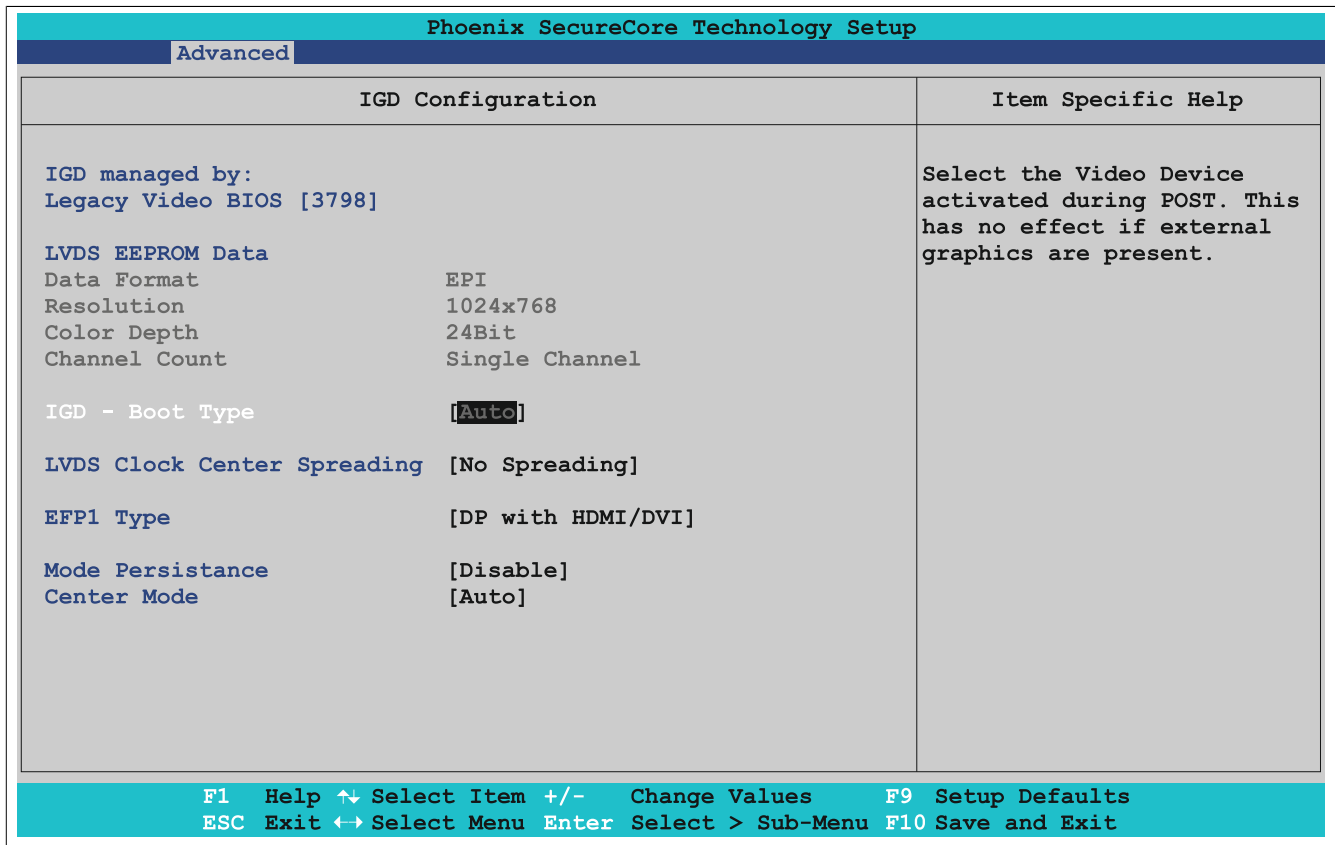 Phoenix SecureCore Technology Setup
Advanced
IGD Configuration
Item Specific Help
IGD managed by:
Legacy Video BIOS [3798]
LVDS EEPROM Data
Data Format EPI
Resolution 1024x768
Color Depth 24Bit
Channel Count Single Channel
IGD - Boot Type [Auto]
LVDS Clock Center Spreading [No Spreading]
EFP1 Type [DP with HDMI/DVI]
Mode Persistance [Disable]
Center Mode [Auto]
Select the Video Device
activated during POST. This
has no effect if external
graphics are present.
F1 Help ↑↓ Select Item +/- Change Values F9 Setup Defaults
ESC Exit ↔ Select Menu Enter Select > Sub-Menu F10 Save and Exit